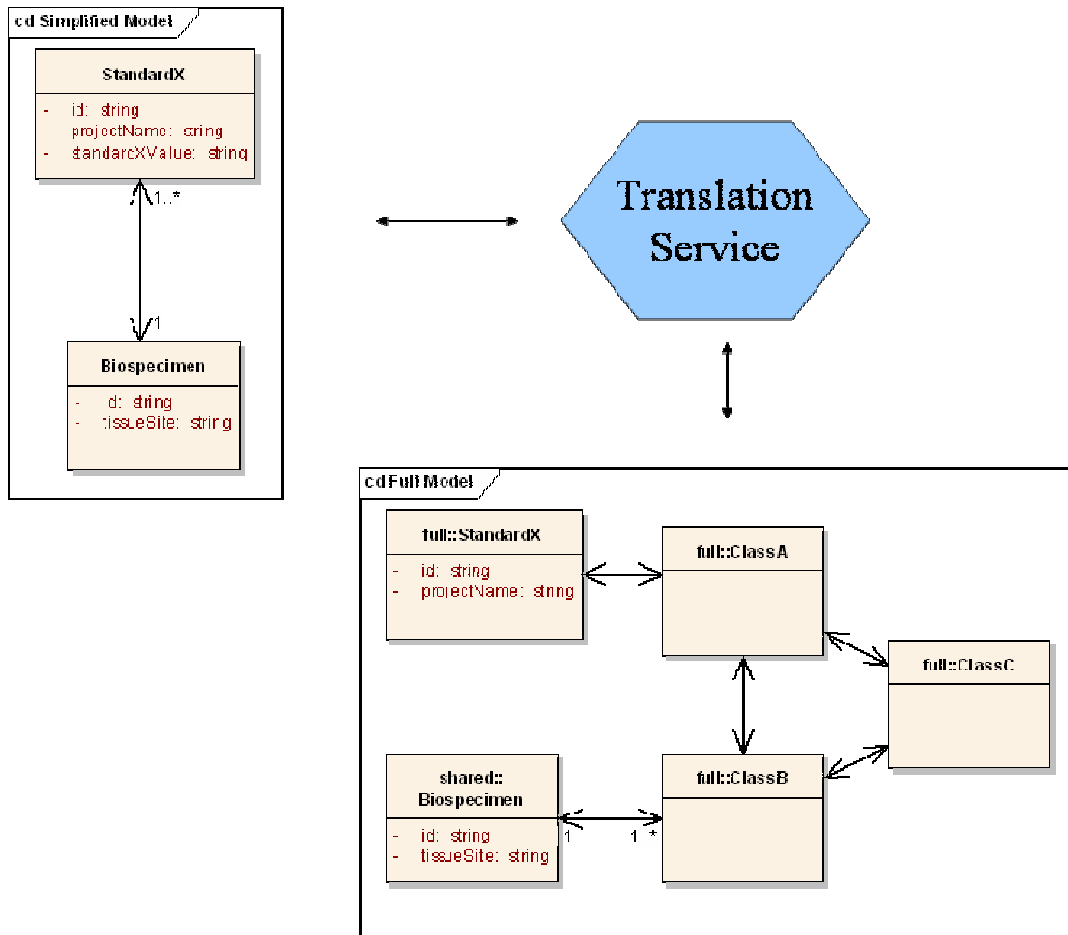 cd Simplified Model
StandardX
- id: string
projectName: string
- standarcXValue: string
1..*
1
Biospecimen
- d: string
- tissueSite: string
Translation
Service
cd Full Model
full::StandardX
- id: string
- projectName: string
full::ClassA
full::ClassC
shared::
Biospecimen
- id: string
- tissueSite: string
1
1 *
full::ClassB